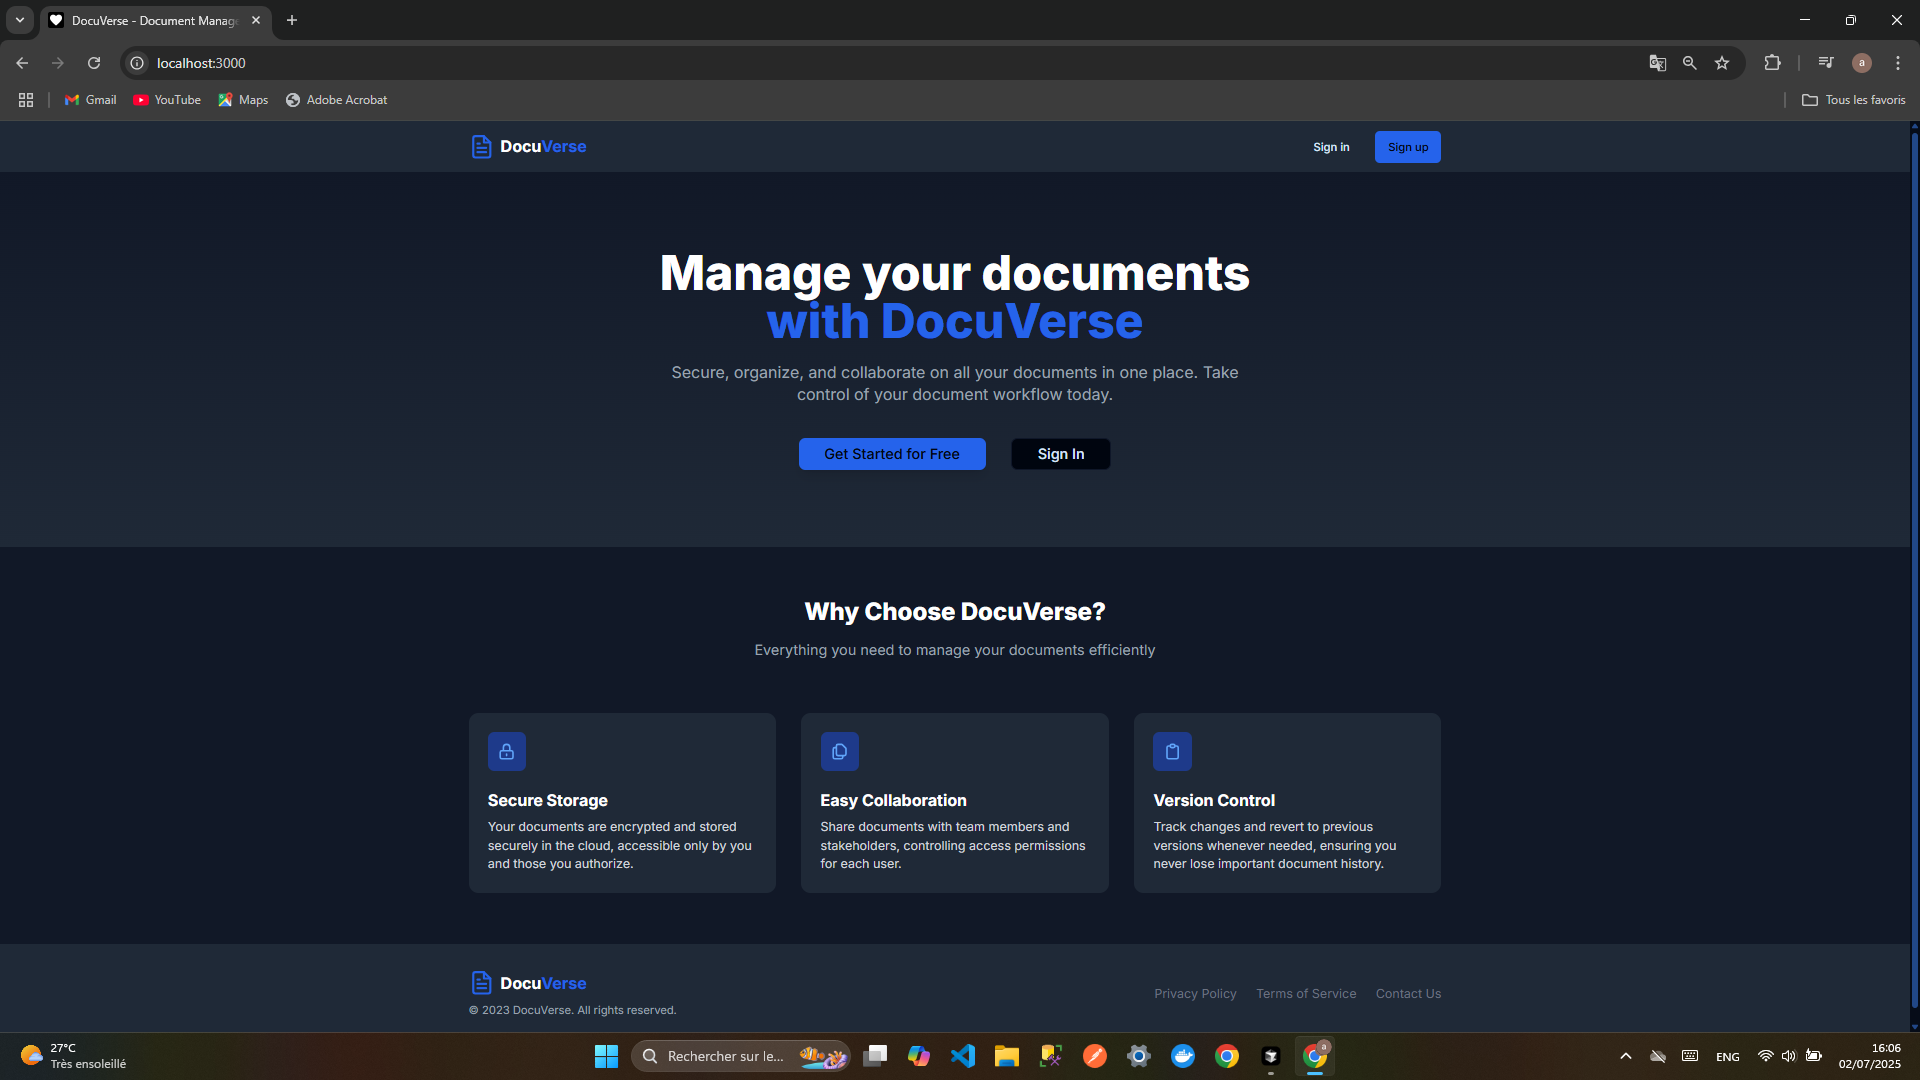 DocuVerse - Document Manag
localhost:3000
Gmail
YouTube
Maps
Adobe Acrobat
Tous les favoris
DocuVerse
Sign in
Sign up
Manage your documents
with DocuVerse
Secure, organize, and collaborate on all your documents in one place. Take
control of your document workflow today.
Get Started for Free
Sign In
Why Choose DocuVerse?
Everything you need to manage your documents efficiently
Secure Storage
Your documents are encrypted and stored
securely in the cloud, accessible only by you
and those you authorize.
Easy Collaboration
Share documents with team members and
stakeholders, controlling access permissions
for each user.
Version Control
Track changes and revert to previous
versions whenever needed, ensuring you
never lose important document history.
DocuVerse
© 2023 DocuVerse. All rights reserved.
Privacy Policy
Terms of Service
Contact Us
27°C
Très ensoleillé
Rechercher sur le...
a
ENG
16:06
02/07/2025